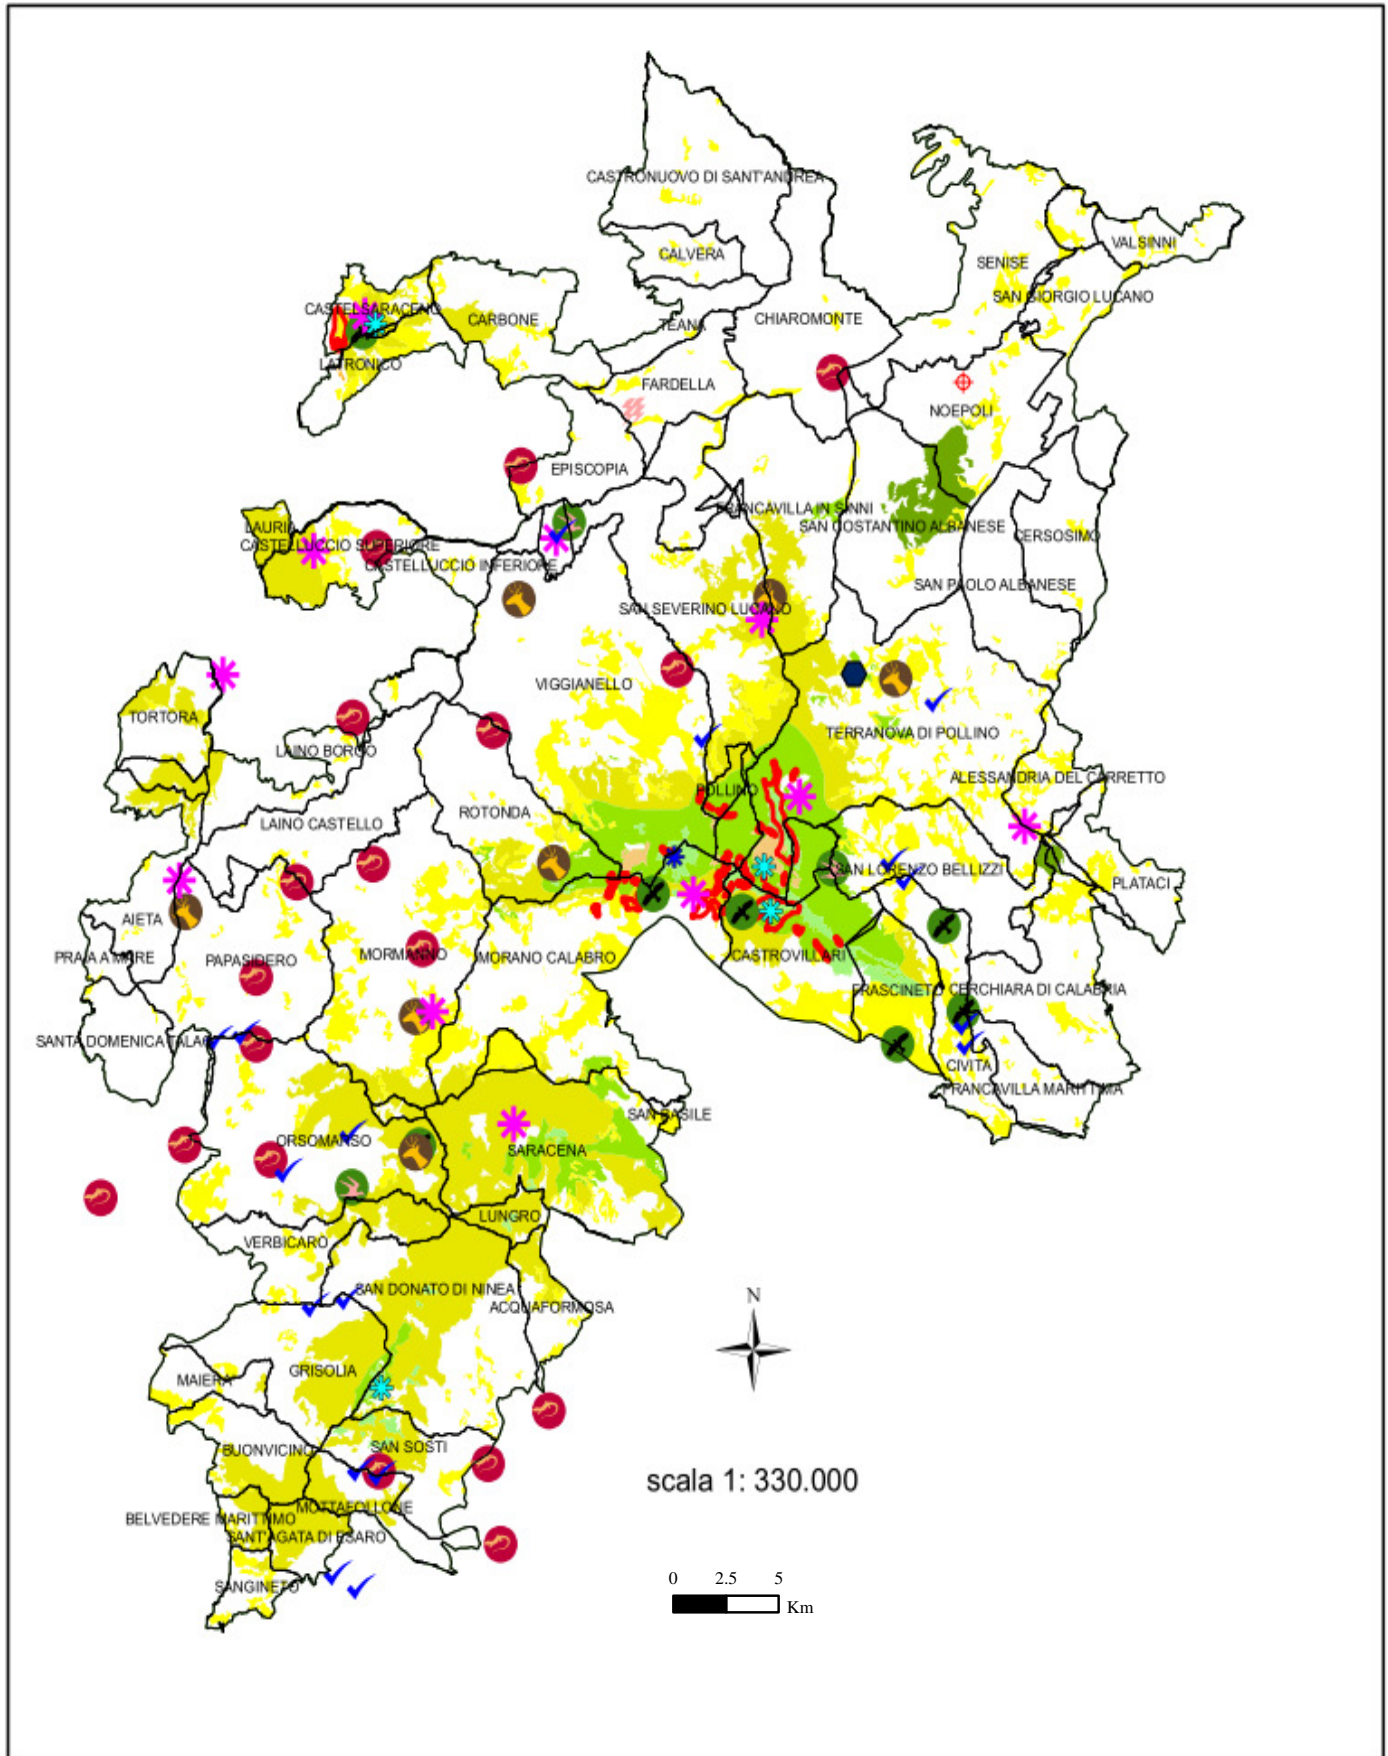 CASTRONUOVO DI SANT'ANDREA
CALVERA
VALSINNI
SENISE
SAN GIORGIO LUCANO
CASTELSARACENO
CARBONE
TEANA
CHIAROMONTE
LATRONICO
FARDELLA
NOEPOLI
EPISCOPIA
FRANCAVILLA IN SINNI
SAN COSTANTINO ALBANESE
LAURIA
CASTELLUCCIO SUPERIORE
CERSOSIMO
CASTELLUCCIO INFERIORE
SAN PAOLO ALBANESE
SAN SEVERINO LUCANO
VIGGIANELLO
TORTORA
TERRANOVA DI POLLINO
LAINO BORGO
ALESSANDRIA DEL CARRETTO
POLLINO
ROTONDA
LAINO CASTELLO
SAN LORENZO BELLIZZI
PLATACI
AIETA
PRAIA A MARE
PAPASIDERO
MORMANNO
MORANO CALABRO
CASTROVILLARI
FRASCINETO
CERCHIARA DI CALABRIA
SANTA DOMENICA TALAO
CIVITA
FRANCAVILLA MARITTIMA
SAN BASILE
ORSOMARSO
SARACENA
LUNGRO
VERBICARO
SAN DONATO DI NINEA
ACQUAFORMOSA
N
GRISOLIA
MAIERA'
BUONVICINO
SAN SOSTI
scala 1: 330.000
MOTTAFOLLONE
BELVEDERE MARITTIMO
SANT'AGATA DI ESARO
SANGINETO
0 2.5 5
Km